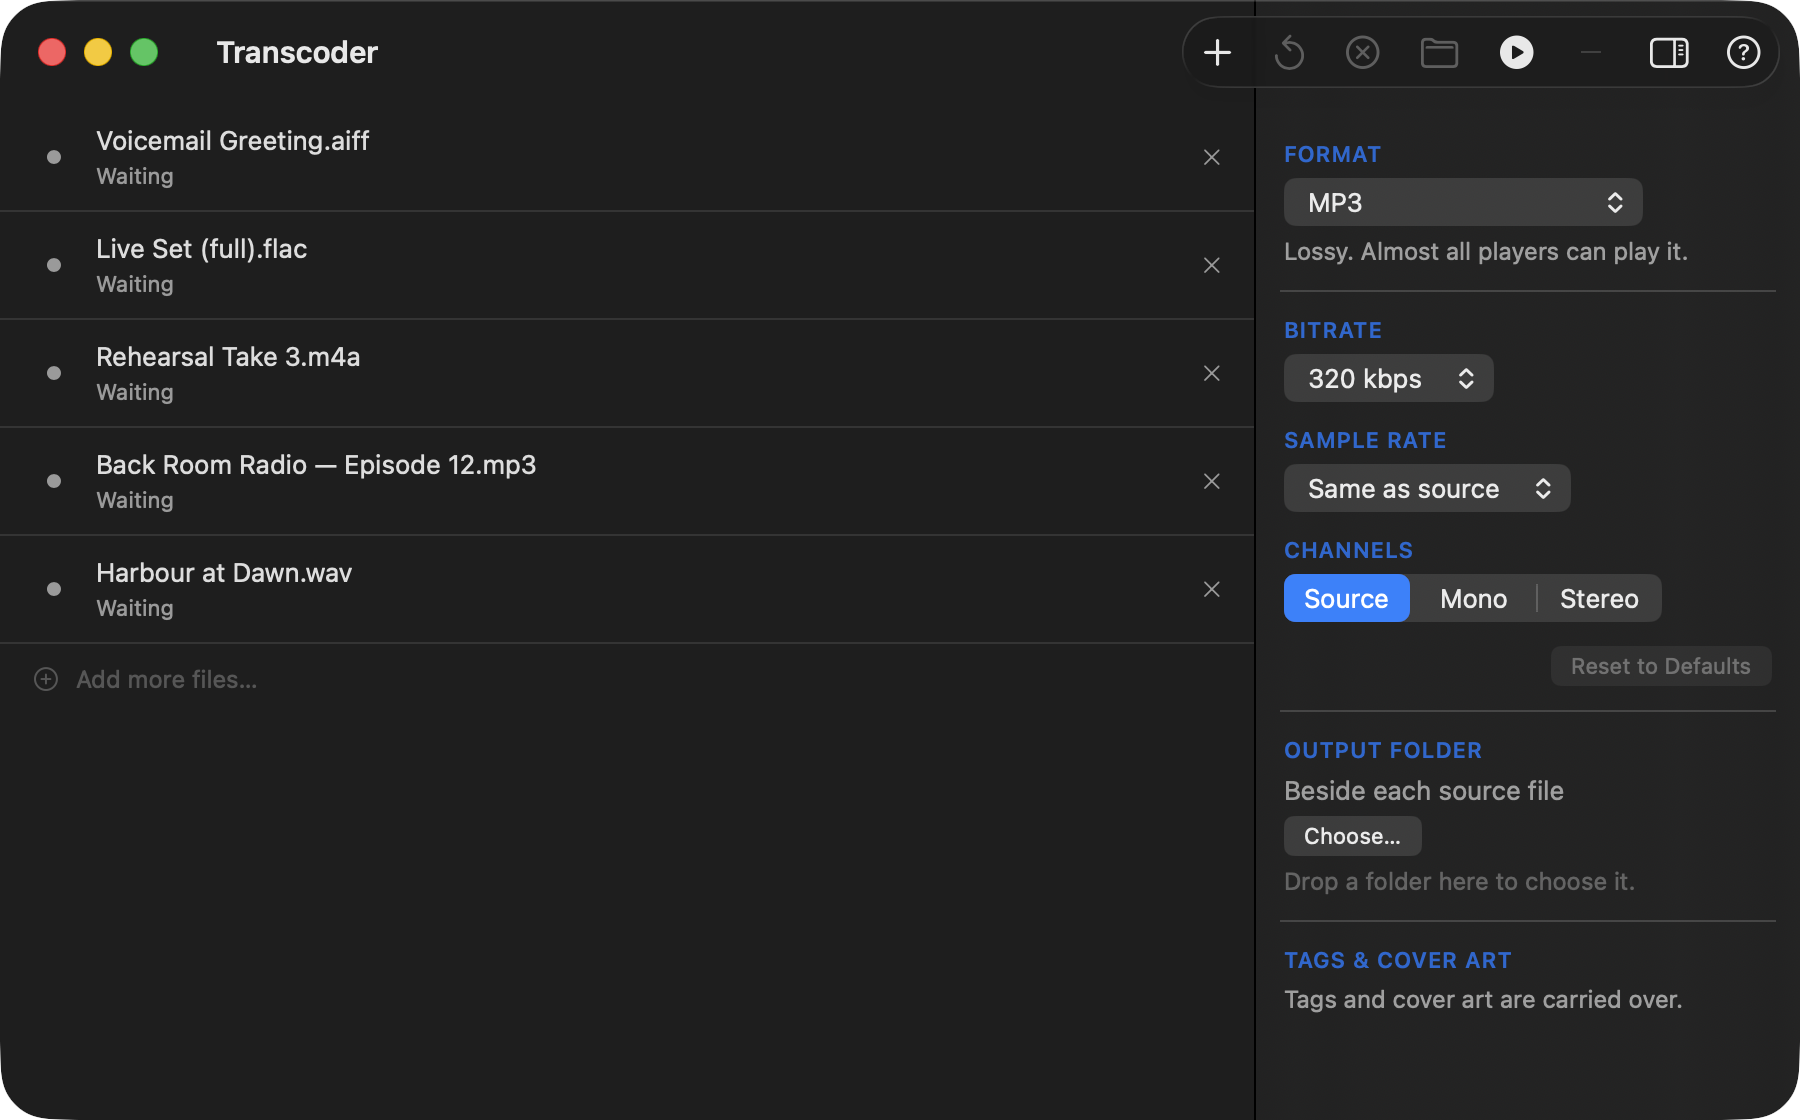 Transcoder
Voicemail Greeting.aiff
Waiting
Live Set (full).flac
Waiting
Rehearsal Take 3.m4a
Waiting
Back Room Radio — Episode 12.mp3
Waiting
Harbour at Dawn.wav
Waiting
Add more files...
FORMAT
MP3
Lossy. Almost all players can play it.
BITRATE
320 kbps
SAMPLE RATE
Same as source
CHANNELS
Source Mono Stereo
Reset to Defaults
OUTPUT FOLDER
Beside each source file
Choose...
Drop a folder here to choose it.
TAGS & COVER ART
Tags and cover art are carried over.